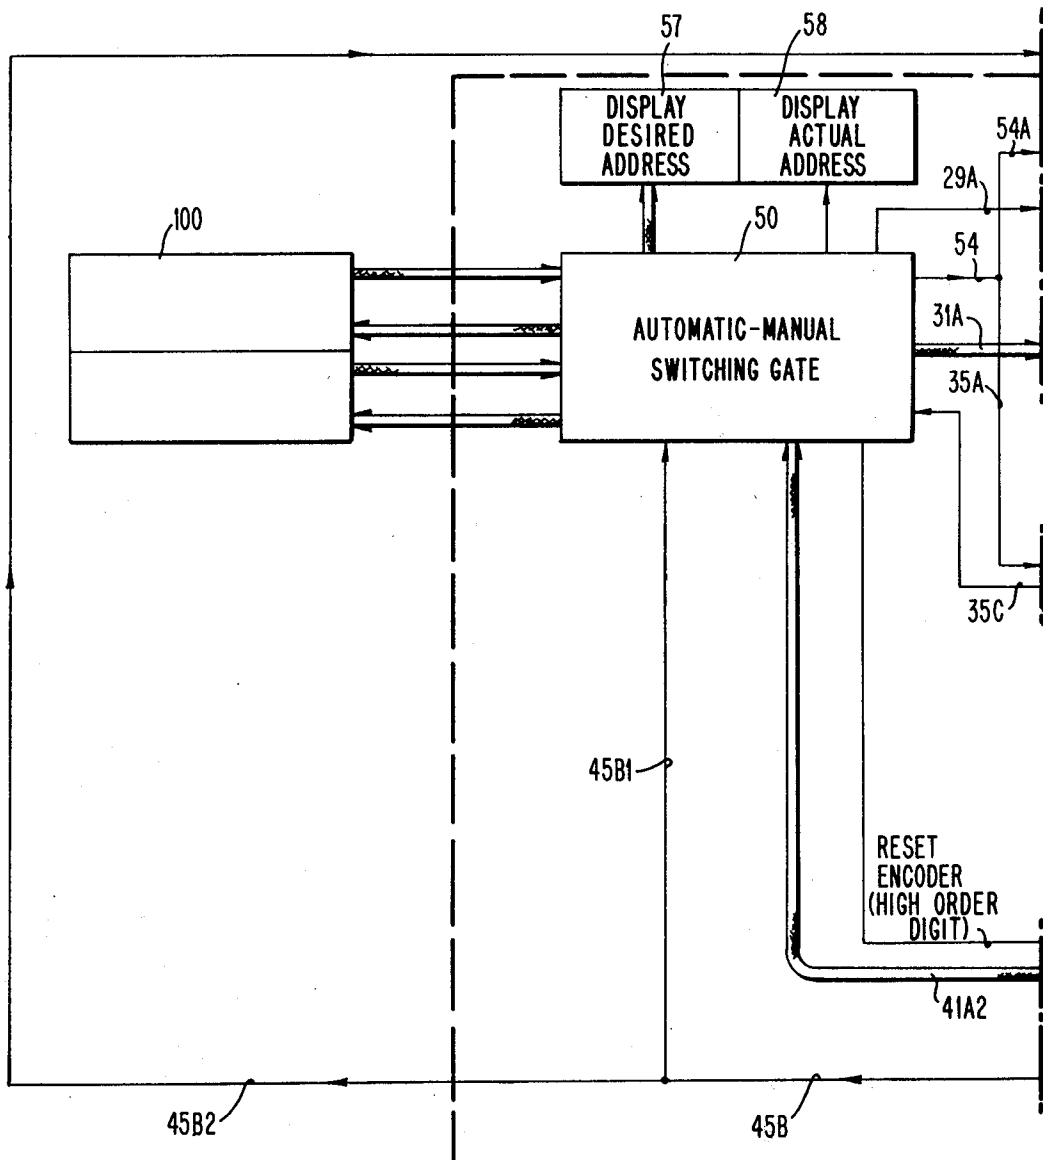 57
58
DISPLAY
DESIRED
ADDRESS
DISPLAY
ACTUAL
ADDRESS
54A
29A
100
50
54
31A
AUTOMATIC-MANUAL
SWITCHING GATE
35A
35C
45B1
RESET
ENCODER
(HIGH ORDER
DIGIT)
41A2
45B2
45B